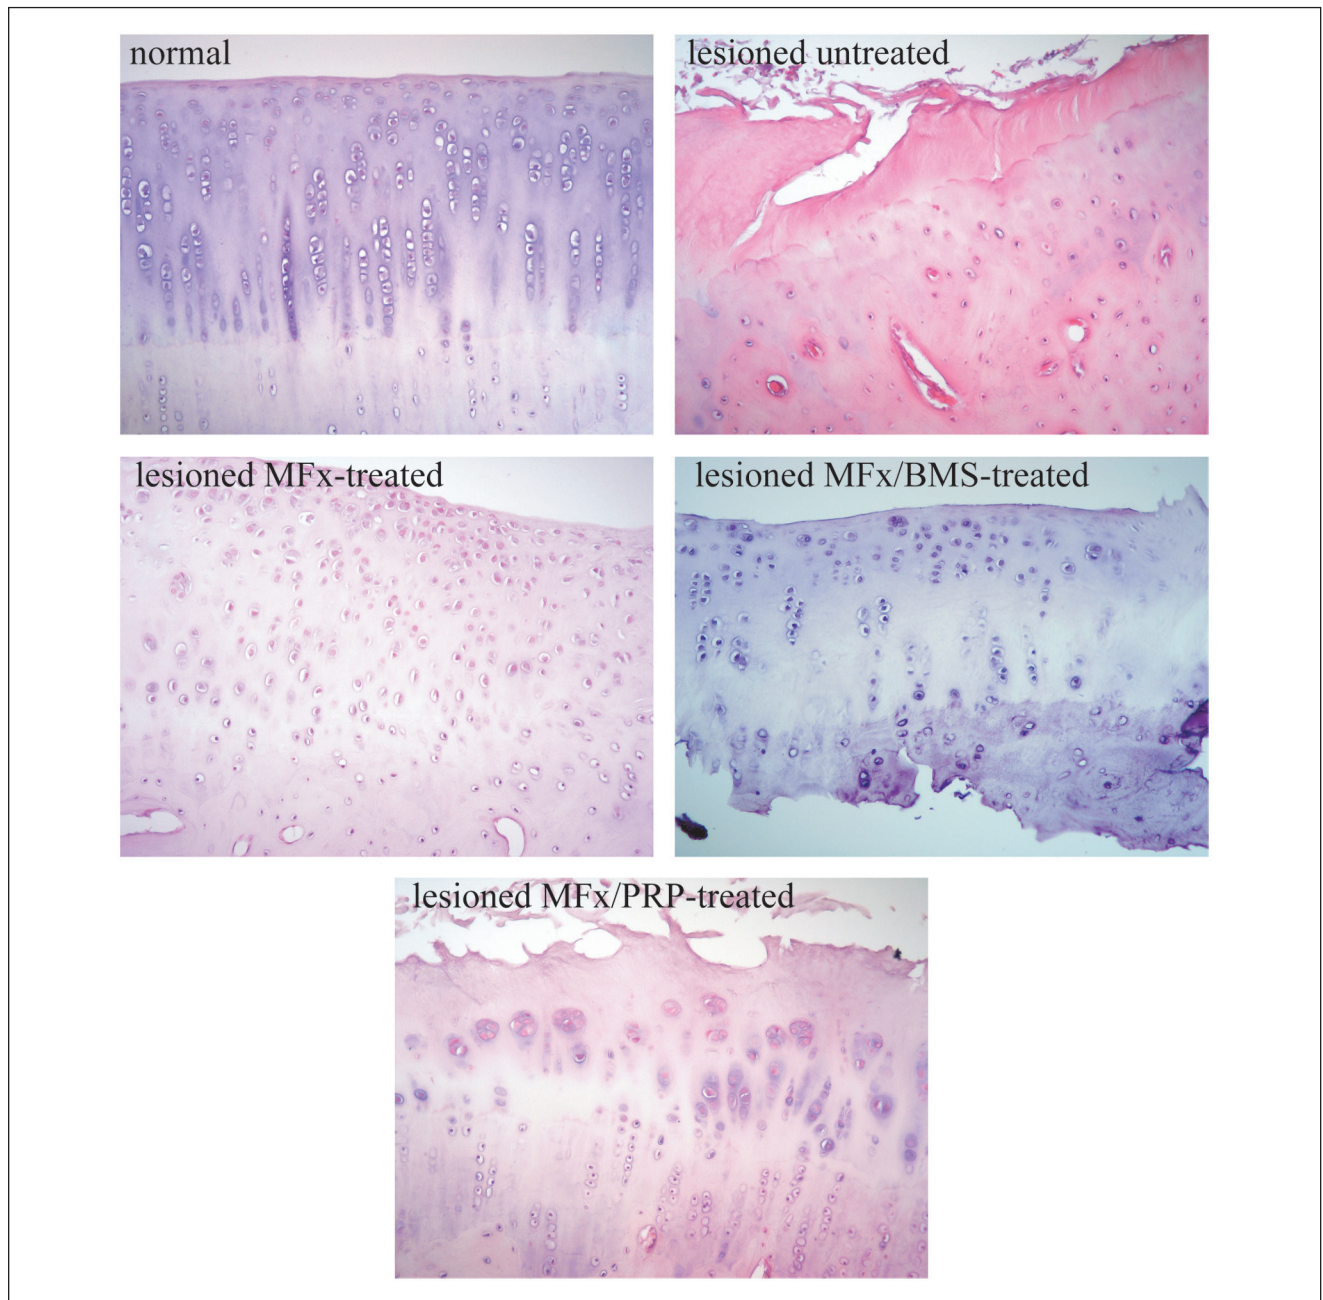 normal
lesioned untreated
lesioned MFx-treated
lesioned MFx/BMS-treated
lesioned MFx/PRP-treated